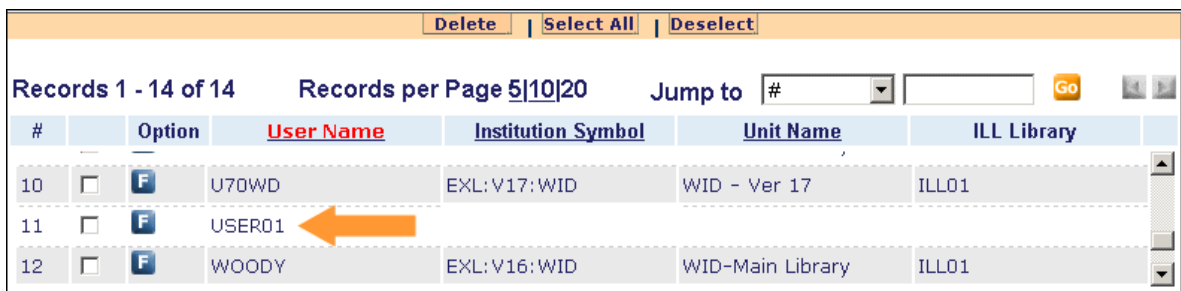 Delete | Select All | Deselect
Records 1 - 14 of 14 Records per Page 5|10|20 Jump to # Go
# Option User Name Institution Symbol Unit Name ILL Library
10 F U70WD EXL:V17:WID WID - Ver 17 ILL01
11 F USER01
12 F WOODY EXL:V16:WID WID-Main Library ILL01